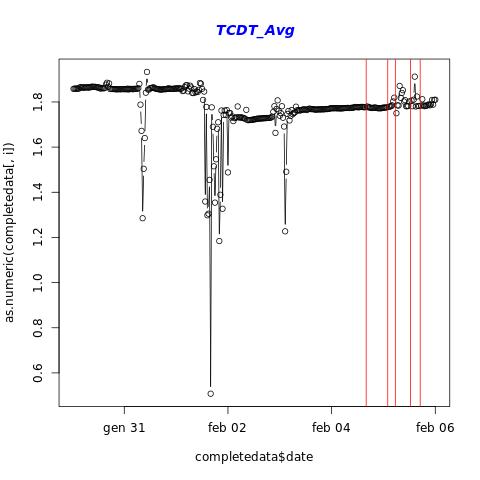 TCDT_Avg
as.numeric(completedata[, i])
1.8
1.6
1.4
1.2
1.0
0.8
0.6
gen 31
feb 02
feb 04
feb 06
completedata$date